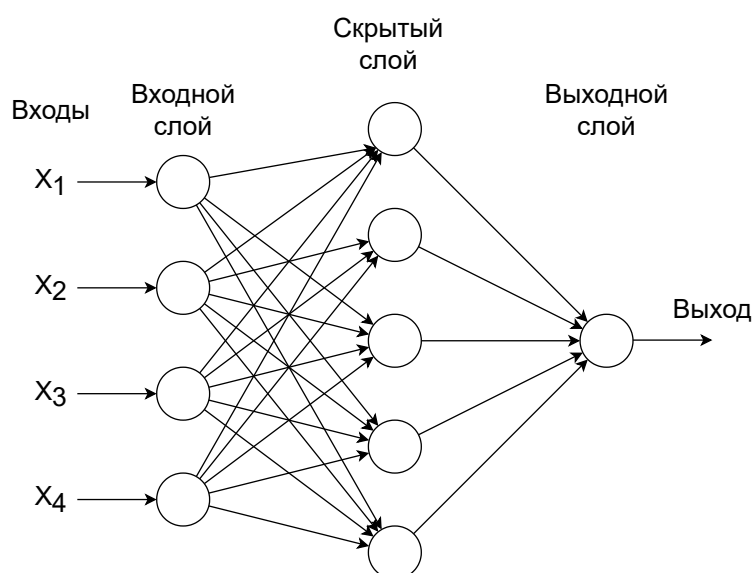 Скрытый
слой
Входной
слой
Выходной
слой
Входы
X1
X2
X3
X4
Выход